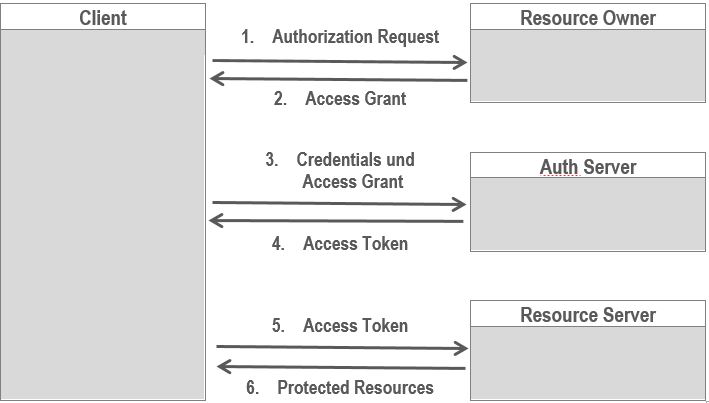 Client
Resource Owner
1. Authorization Request
2. Access Grant
3. Credentials und
Access Grant
Auth Server
4. Access Token
Resource Server
5. Access Token
6. Protected Resources